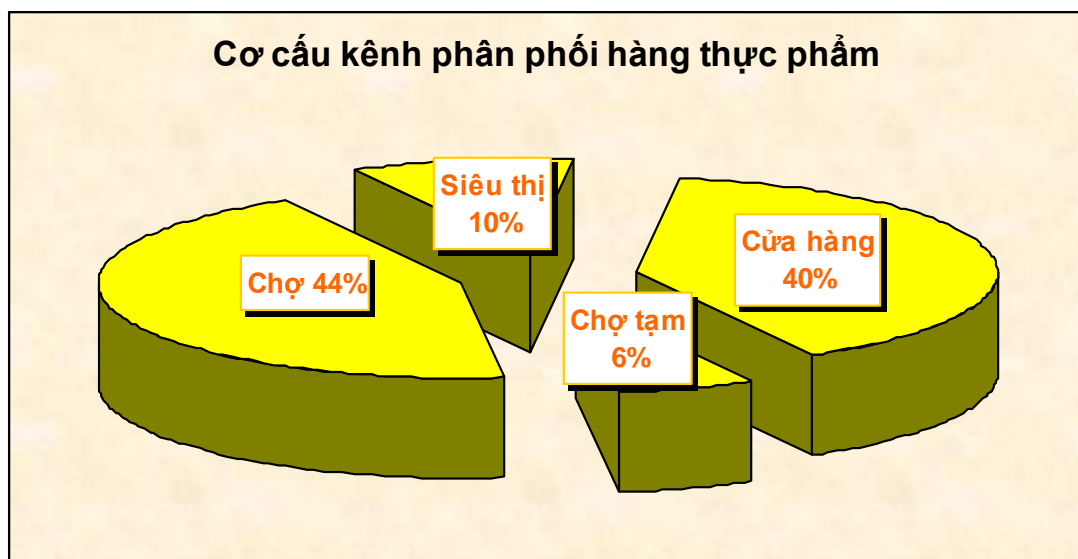 Cơ cấu kênh phân phối hàng thực phẩm
Siêu thị
10%
Cửa hàng
40%
Chợ 44%
Chợ tạm
6%